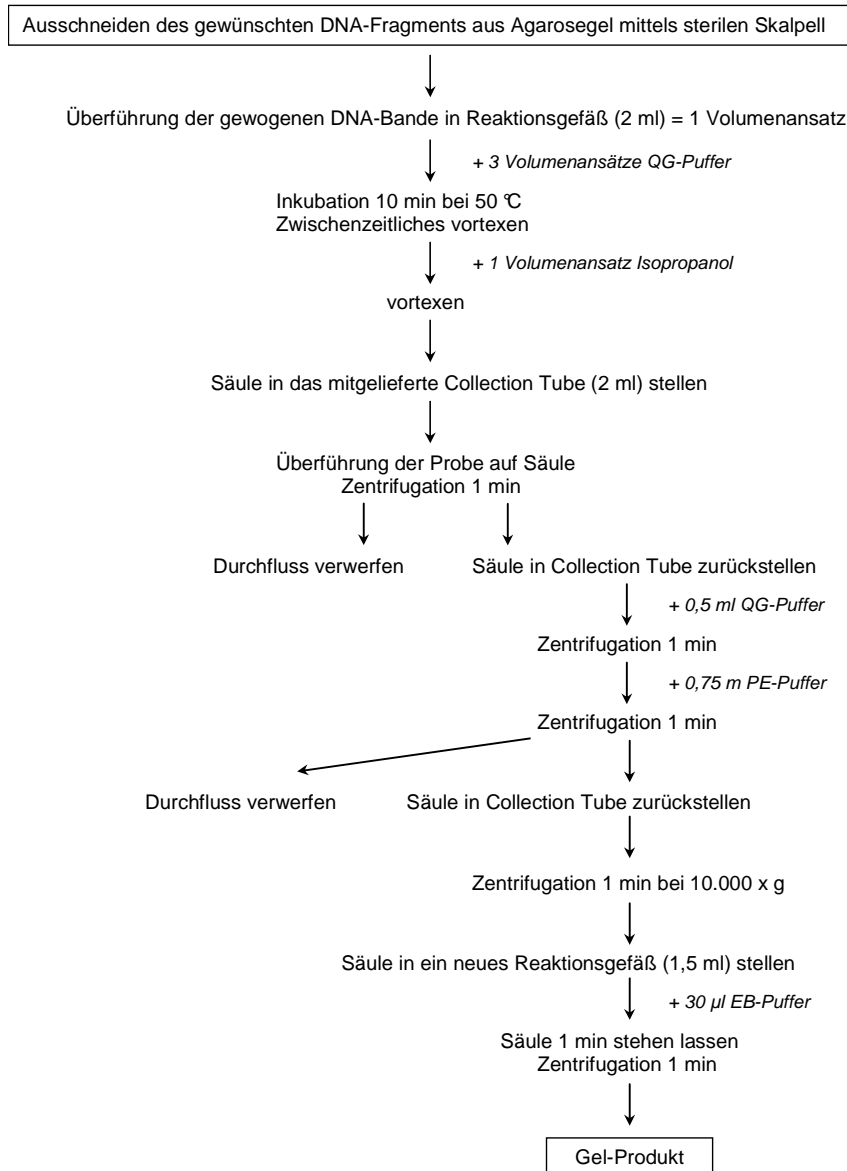 Ausschneiden des gewünschten DNA-Fragments aus Agarosegel mittels sterilen Skalpell
Überführung der gewogenen DNA-Bande in Reaktionsgefäß (2 ml) = 1 Volumenansatz
+ 3 Volumenansätze QG-Puffer
Inkubation 10 min bei 50 °C
Zwischenzeitliches vortexen
+ 1 Volumenansatz Isopropanol
vortexen
Säule in das mitgelieferte Collection Tube (2 ml) stellen
Überführung der Probe auf Säule
Zentrifugation 1 min
Durchfluss verwerfen
Säule in Collection Tube zurückstellen
+ 0,5 ml QG-Puffer
Zentrifugation 1 min
+ 0,75 m PE-Puffer
Zentrifugation 1 min
Durchfluss verwerfen
Säule in Collection Tube zurückstellen
Zentrifugation 1 min bei 10.000 x g
Säule in ein neues Reaktionsgefäß (1,5 ml) stellen
+ 30 µl EB-Puffer
Säule 1 min stehen lassen
Zentrifugation 1 min
Gel-Produkt